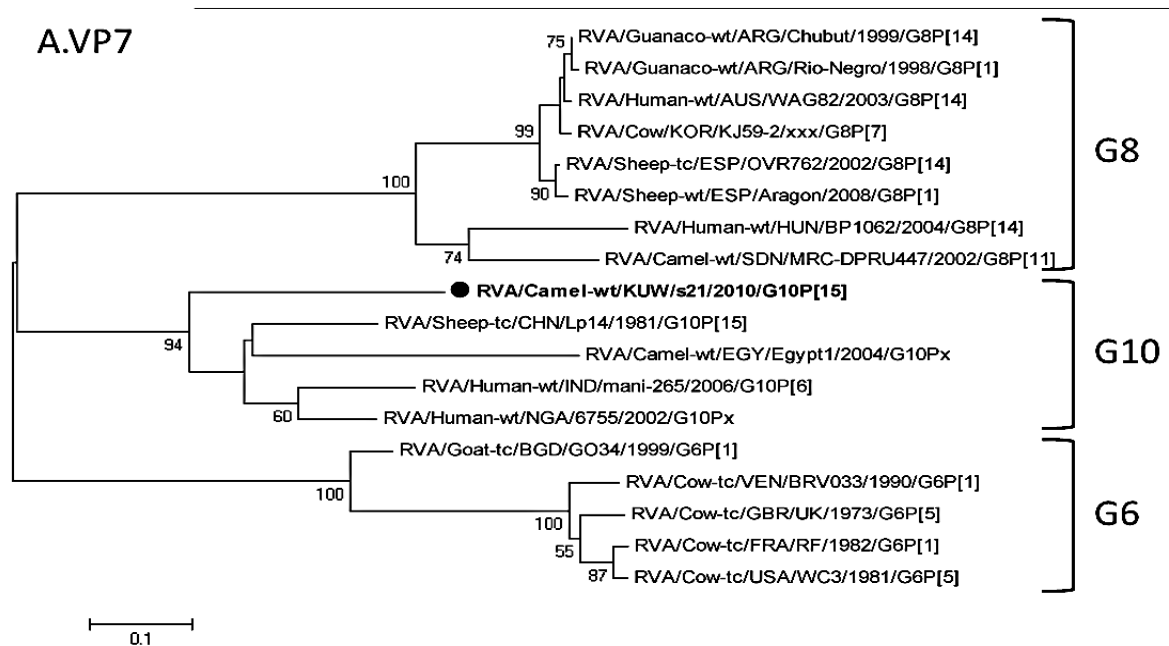 A.VP7
75
RVA/Guanaco-wt/ARG/Chubut/1999/G8P[14]
RVA/Guanaco-wt/ARG/Rio-Negro/1998/G8P[1]
RVA/Human-wt/AUS/WAG82/2003/G8P[14]
99
RVA/Cow/KOR/KJ59-2/xxx/G8P[7]
G8
RVA/Sheep-tc/ESP/OVR762/2002/G8P[14]
100
90
RVA/Sheep-wt/ESP/Aragon/2008/G8P[1]
RVA/Human-wt/HUN/BP1062/2004/G8P[14]
74
RVA/Camel-wt/SDN/MRC-DPRU447/2002/G8P[11]
RVA/Camel-wt/KUW/s21/2010/G10P[15]
RVA/Sheep-tc/CHN/Lp14/1981/G10P[15]
94
RVA/Camel-wt/EGY/Egypt1/2004/G10Px
G10
RVA/Human-wt/IND/mani-265/2006/G10P[6]
60
RVA/Human-wt/NGA/6755/2002/G10Px
RVA/Goat-tc/BGD/GO34/1999/G6P[1]
100
RVA/Cow-tc/VEN/BRV033/1990/G6P[1]
100
RVA/Cow-tc/GBR/UK/1973/G6P[5]
G6
55
RVA/Cow-tc/FRA/RF/1982/G6P[1]
87
RVA/Cow-tc/USA/WC3/1981/G6P[5]
0.1